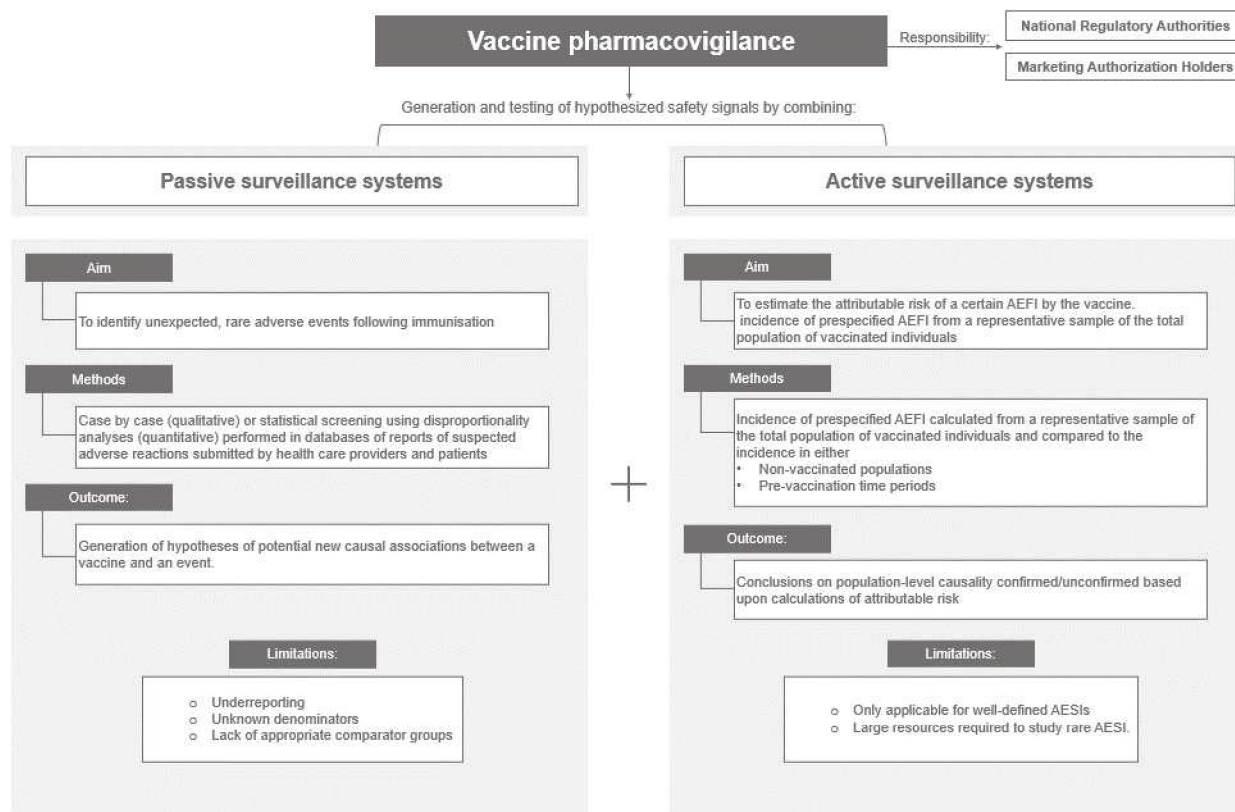 Vaccine pharmacovigilance
Responsibility:
National Regulatory Authorities
Marketing Authorization Holders
Generation and testing of hypothesized safety signals by combining:
Passive surveillance systems
Aim
To identify unexpected, rare adverse events following immunisation
Methods
Case by case (qualitative) or statistical screening using disproportionality
analyses (quantitative) performed in databases of reports of suspected
adverse reactions submitted by health care providers and patients
Outcome:
Generation of hypotheses of potential new causal associations between a
vaccine and an event.
Limitations:
o Underreporting
o Unknown denominators
o Lack of appropriate comparator groups
+
Active surveillance systems
Aim
To estimate the attributable risk of a certain AEFI by the vaccine.
incidence of prespecified AEFI from a representative sample of the total
population of vaccinated individuals
Methods
Incidence of prespecified AEFI calculated from a representative sample of
the total population of vaccinated individuals and compared to the
incidence in either
• Non-vaccinated populations
• Pre-vaccination time periods
Outcome:
Conclusions on population-level causality confirmed/unconfirmed based
upon calculations of attributable risk
Limitations:
o Only applicable for well-defined AESIs
o Large resources required to study rare AESI.